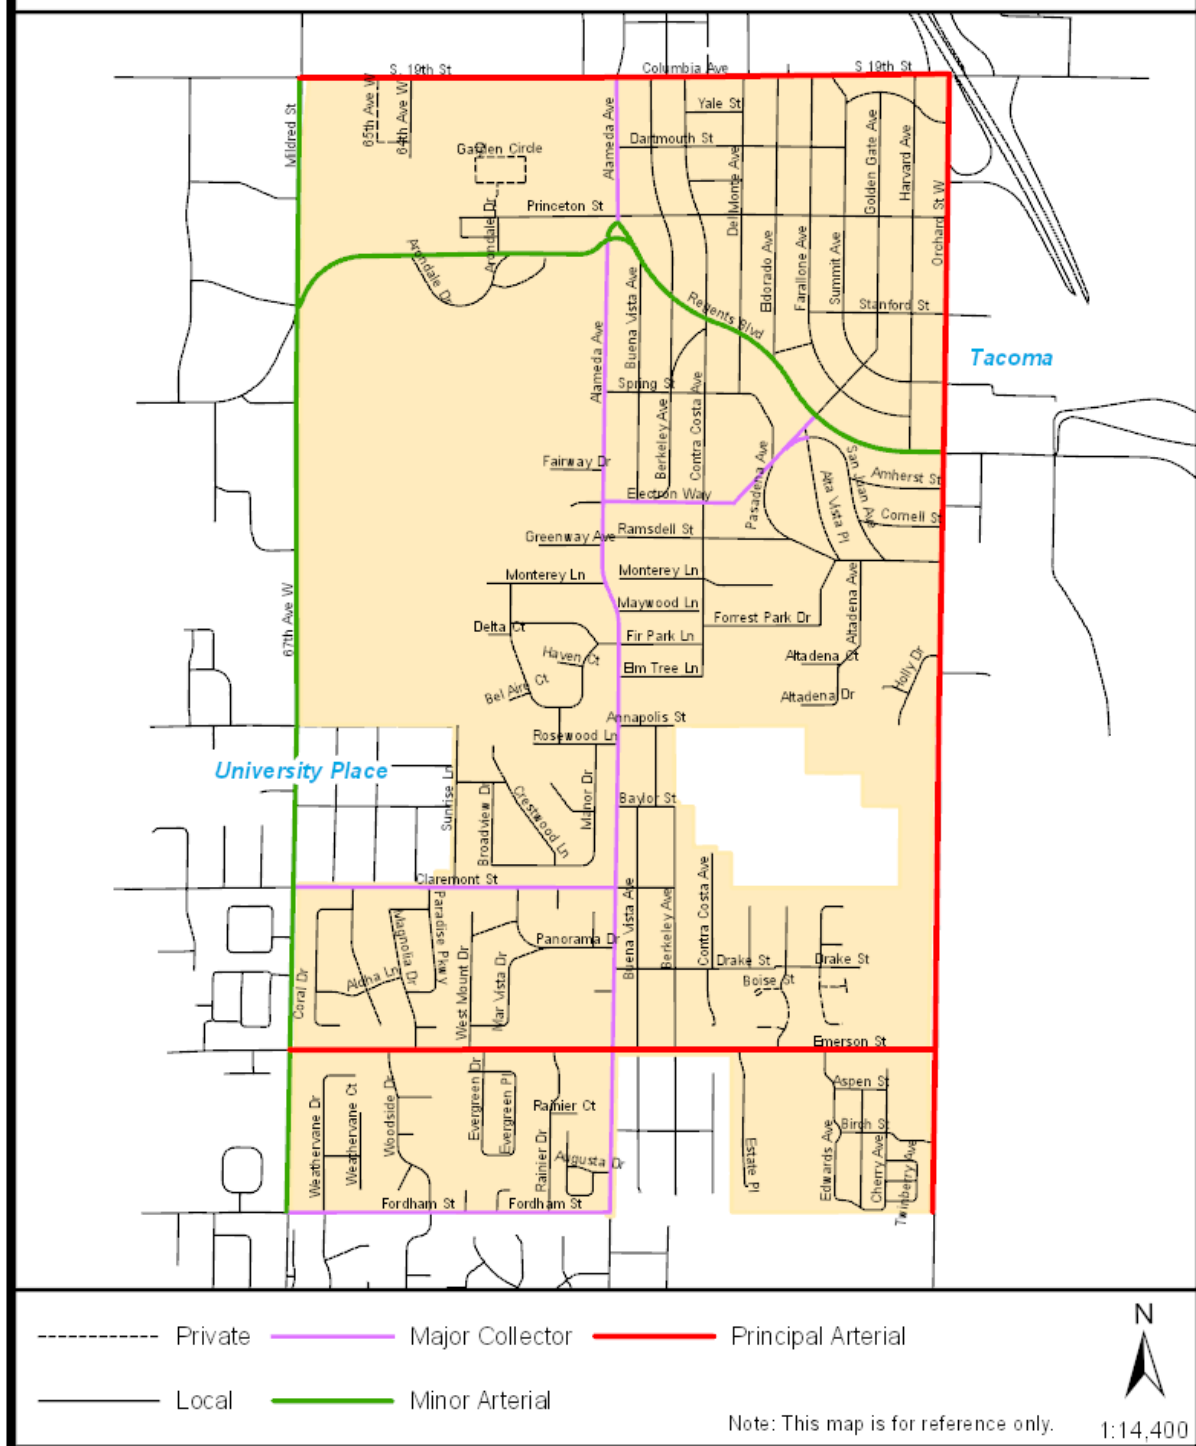 S. 19th St
Columbia Ave
S 19th St
65th Ave W
64th Ave W
Mildred St
Alameda Ave
Yale St
Dartmouth St
Garden Circle
Golden Gate Ave
Harvard Ave
Del Monte Ave
Princeton St
Arondale Dr
Arondale Dr
Orchard St W
Eldorado Ave
Farallone Ave
Summit Ave
Buena Vista Ave
Regents Blvd
Stanford St
Tacoma
Alameda Ave
Spring St
Berkeley Ave
Contra Costa Ave
Fairway Dr
Pasadena Ave
San Juan Ave
Alta Vista Pl
Amherst St
Electron Way
Cornell St
Greenway Ave
Ramsdell St
Monterey Ln
Monterey Ln
Maywood Ln
Forrest Park Dr
Altadena Ave
67th Ave W
Delta Ct
Fir Park Ln
Haven Ct
Elm Tree Ln
Altadena Ct
Holly Dr
Bel Aire Ct
Altadena Dr
Annapolis St
Rosewood Ln
University Place
Sunrise Ln
Broadview Dr
Crestwood Ln
Manor Dr
Baylor St
Claremont St
Paradise Pkwy
Magnolia Dr
Buena Vista Ave
Berkeley Ave
Contra Costa Ave
Panorama Dr
West Mount Dr
Mar Vista Dr
Aloha Ln
Coral Dr
Drake St
Drake St
Boise St
Emerson St
Weathervane Dr
Weathervane Ct
Woodside Dr
Evergreen Dr
Evergreen Pl
Rainier Ct
Rainier Dr
Augusta Dr
Estate Pl
Aspen St
Birch St
Edwards Ave
Cherry Ave
Twinberry Ave
Fordham St
Fordham St
Private
Major Collector
Principal Arterial
N
Local
Minor Arterial
Note: This map is for reference only.
1:14,400